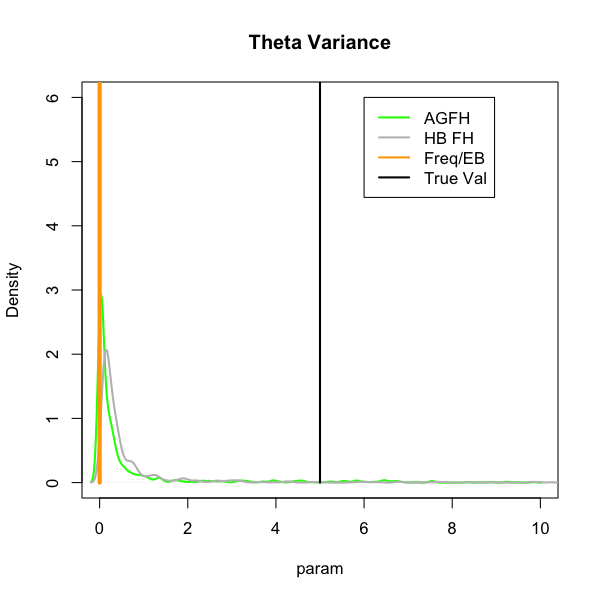 Theta Variance
Density
6
5
4
3
2
1
0
AGFH
HB FH
Freq/EB
True Val
0 2 4 6 8 10
param